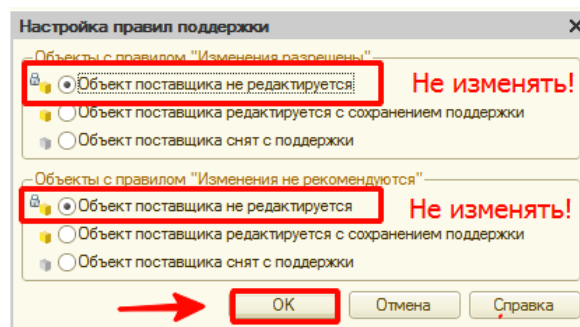 Настройка правил поддержки
Объекты с правилом "Изменения разрешены"
Объект поставщика не редактируется
Не изменять!
Объект поставщика редактируется с сохранением поддержки
Объект поставщика снят с поддержки
Объекты с правилом "Изменения не рекомендуются"
Объект поставщика не редактируется
Не изменять!
Объект поставщика редактируется с сохранением поддержки
Объект поставщика снят с поддержки
OK Отмена Справка